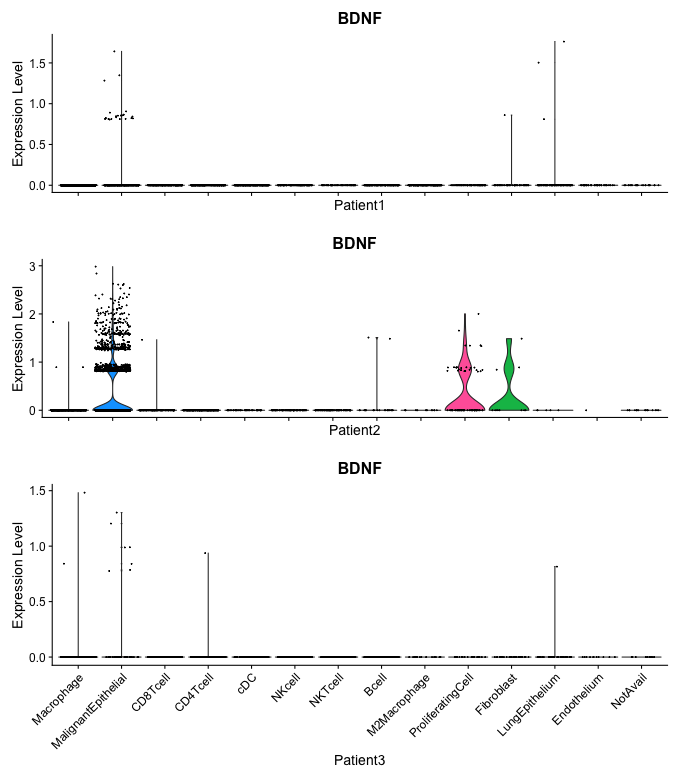 BDNF
Expression Level
1.5
1.0
0.5
0.0
Patient1
BDNF
Expression Level
3
2
1
0
Patient2
BDNF
Expression Level
1.5
1.0
0.5
0.0
Macrophage
MalignantEpithelial
CD8Tcell
CD4Tcell
cDC
NKcell
NKTcell
Bcell
M2Macrophage
ProliferatingCell
Fibroblast
LungEpithelium
Endothelium
NotAvail
Patient3